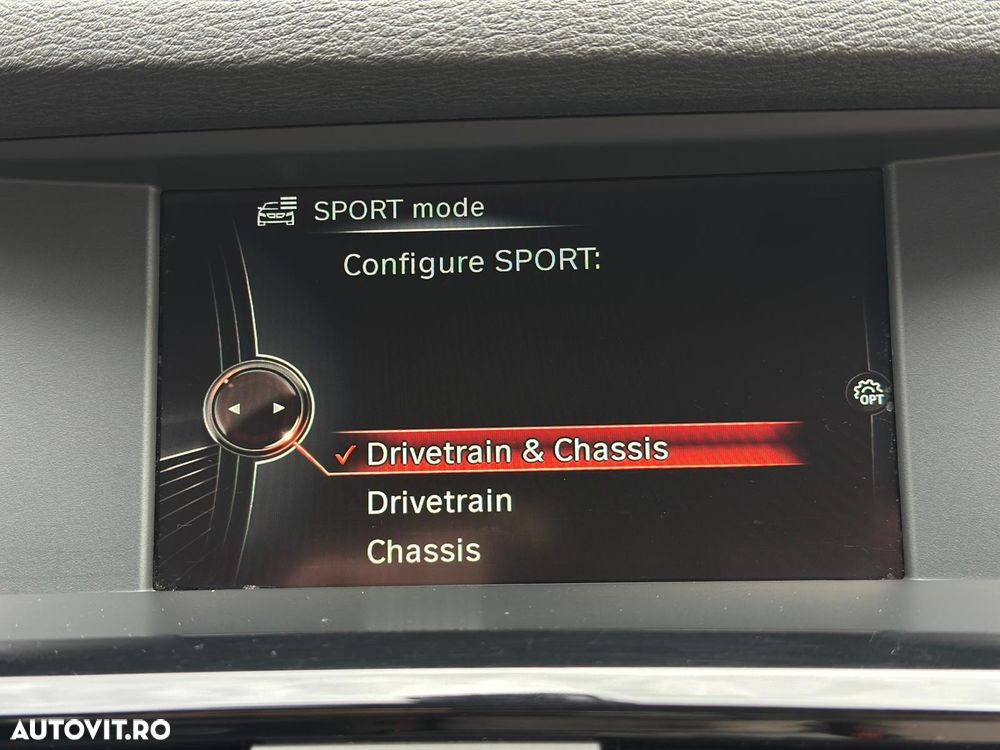 SPORT mode
Configure SPORT:
OPT
✓ Drivetrain & Chassis
Drivetrain
Chassis
AUTOVIT.RO